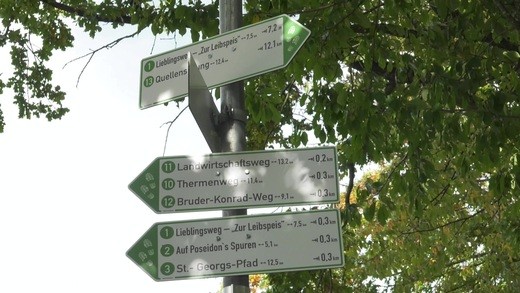 1 Lieblingsweg – „Zur Leibspeis" 7,5 km 7,2 km
13 12,4 km 12,1 km
11 Landwirtschaftsweg 13,2 km 0,2 km
10 Thermenweg 11,4 km 0,3 km
12 Bruder-Konrad-Weg 9,1 km 0,3 km
1 Lieblingsweg – „Zur Leibspeis" 7,5 km 0,3 km
2 Auf Poseidon's Spuren 5,1 km 0,3 km
3 St.- Georgs-Pfad 12,5 km 0,3 km